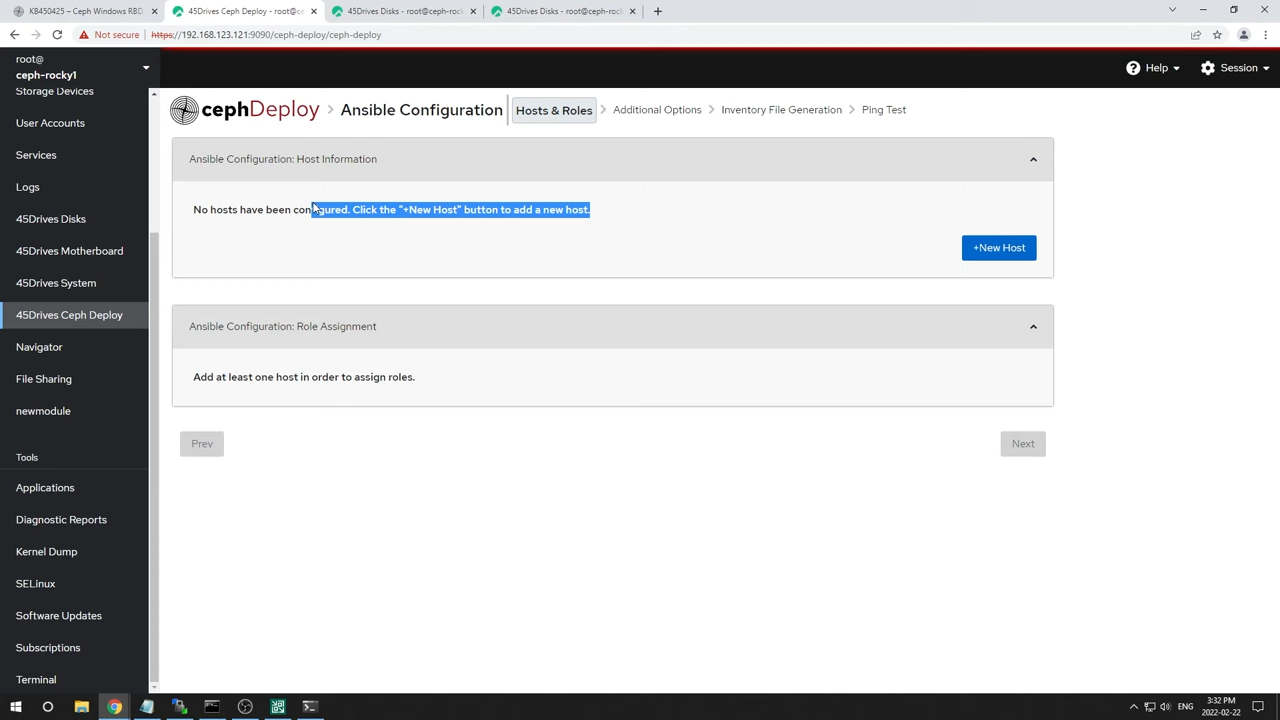 KB450425 – Ceph Windows RBD
45Drives Ceph Deploy - root@ce
45Drives Disks - root@ceph-rock
45Drives Disks - root@ceph-rock
Not secure
https://192.168.123.121:9090/ceph-deploy/ceph-deploy
root@
ceph-rocky1
Help
Session
Storage Devices
User Accounts
Services
Logs
45Drives Disks
45Drives Motherboard
45Drives System
45Drives Ceph Deploy
Navigator
File Sharing
newmodule
Tools
Applications
Diagnostic Reports
Kernel Dump
SELinux
Software Updates
Subscriptions
Terminal
cephDeploy > Ansible Configuration Hosts & Roles > Additional Options > Inventory File Generation > Ping Test
Ansible Configuration: Host Information
No hosts have been configured. Click the "+New Host" button to add a new host.
+New Host
Ansible Configuration: Role Assignment
Add at least one host in order to assign roles.
Prev
Next
ENG
3:32 PM
2022-02-22